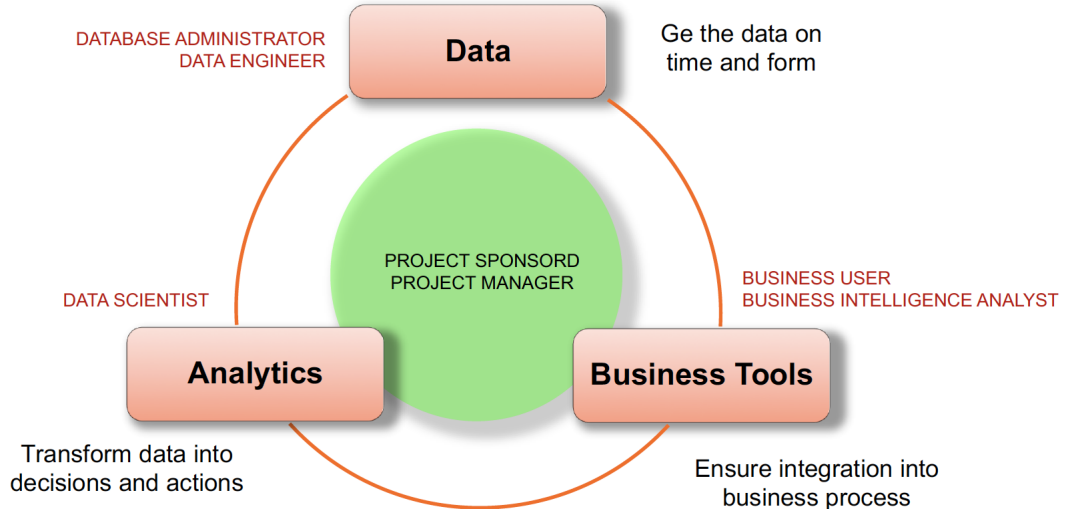 DATABASE ADMINISTRATOR
DATA ENGINEER
Data
Ge the data on
time and form
PROJECT SPONSORD
PROJECT MANAGER
DATA SCIENTIST
BUSINESS USER
BUSINESS INTELLIGENCE ANALYST
Analytics
Business Tools
Transform data into
decisions and actions
Ensure integration into
business process